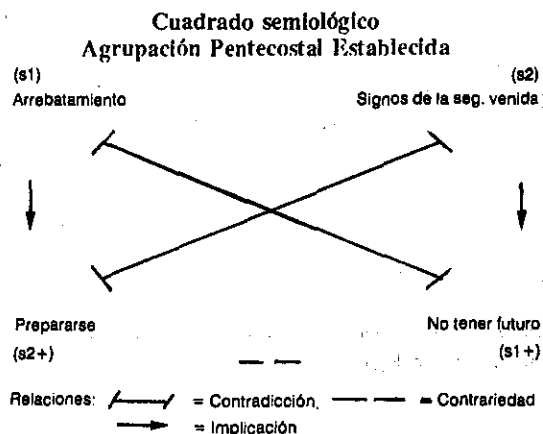 Cuadrado semiológico
Agrupación Pentecostal Establecida
(s1) (s2)
Arrebatamiento Signos de la seg. venida
Prepararse No tener futuro
(s2+) (s1+)
Relaciones: = Contradicción, = Contrariedad
= Implicación